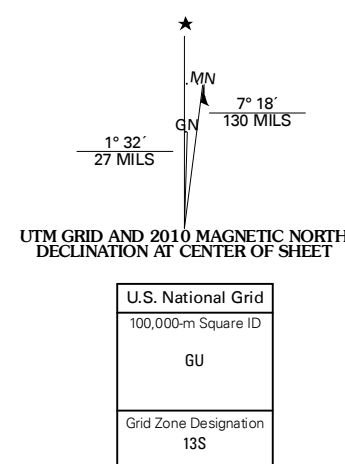 ★
MN
7° 18´
130 MILS
GN
1° 32´
27 MILS
UTM GRID AND 2010 MAGNETIC NORTH
DECLINATION AT CENTER OF SHEET
U.S. National Grid
100,000-m Square ID
GU
Grid Zone Designation
13S